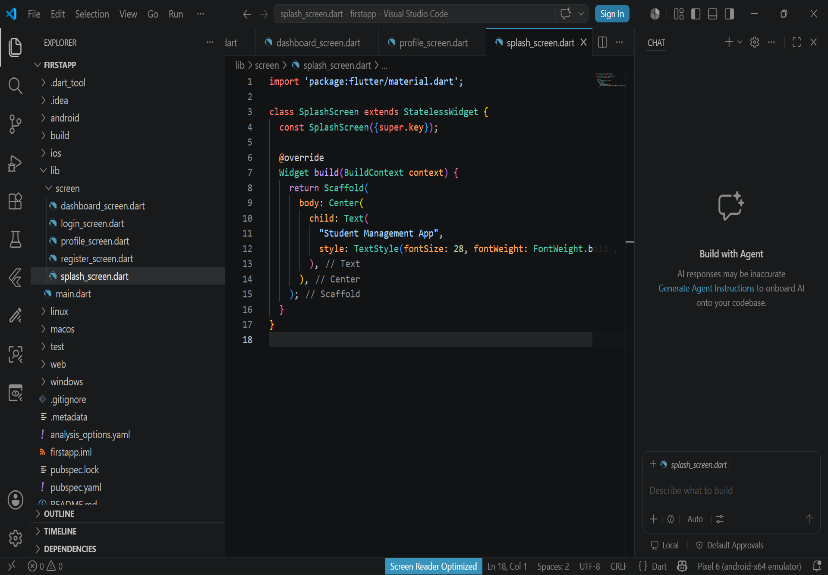 File Edit Selection View Go Run ··· splash_screen.dart - firstapp - Visual Studio Code Sign In
EXPLORER ···
FIRSTAPP
.dart_tool
.idea
android
build
ios
lib
screen
dashboard_screen.dart
login_screen.dart
profile_screen.dart
register_screen.dart
splash_screen.dart
main.dart
linux
macos
test
web
windows
.gitignore
.metadata
analysis_options.yaml
firstapp.iml
pubspec.lock
pubspec.yaml
README.md
OUTLINE
TIMELINE
DEPENDENCIES
dart dashboard_screen.dart profile_screen.dart splash_screen.dart
lib > screen > splash_screen.dart > ...
1 import 'package:flutter/material.dart';
2
3 class SplashScreen extends StatelessWidget {
4 const SplashScreen({super.key});
5
6 @override
7 Widget build(BuildContext context) {
8 return Scaffold(
9 body: Center(
10 child: Text(
11 "Student Management App",
12 style: TextStyle(fontSize: 28, fontWeight: FontWeight.bold),
13 ), // Text
14 ), // Center
15 ); // Scaffold
16 }
17 }
18
CHAT
Build with Agent
AI responses may be inaccurate
Generate Agent Instructions to onboard AI
onto your codebase.
splash_screen.dart
Describe what to build
Auto
Local Default Approvals
0 0 Screen Reader Optimized Ln 18, Col 1 Spaces: 2 UTF-8 CRLF { } Dart Pixel 6 (android-x64 emulator)